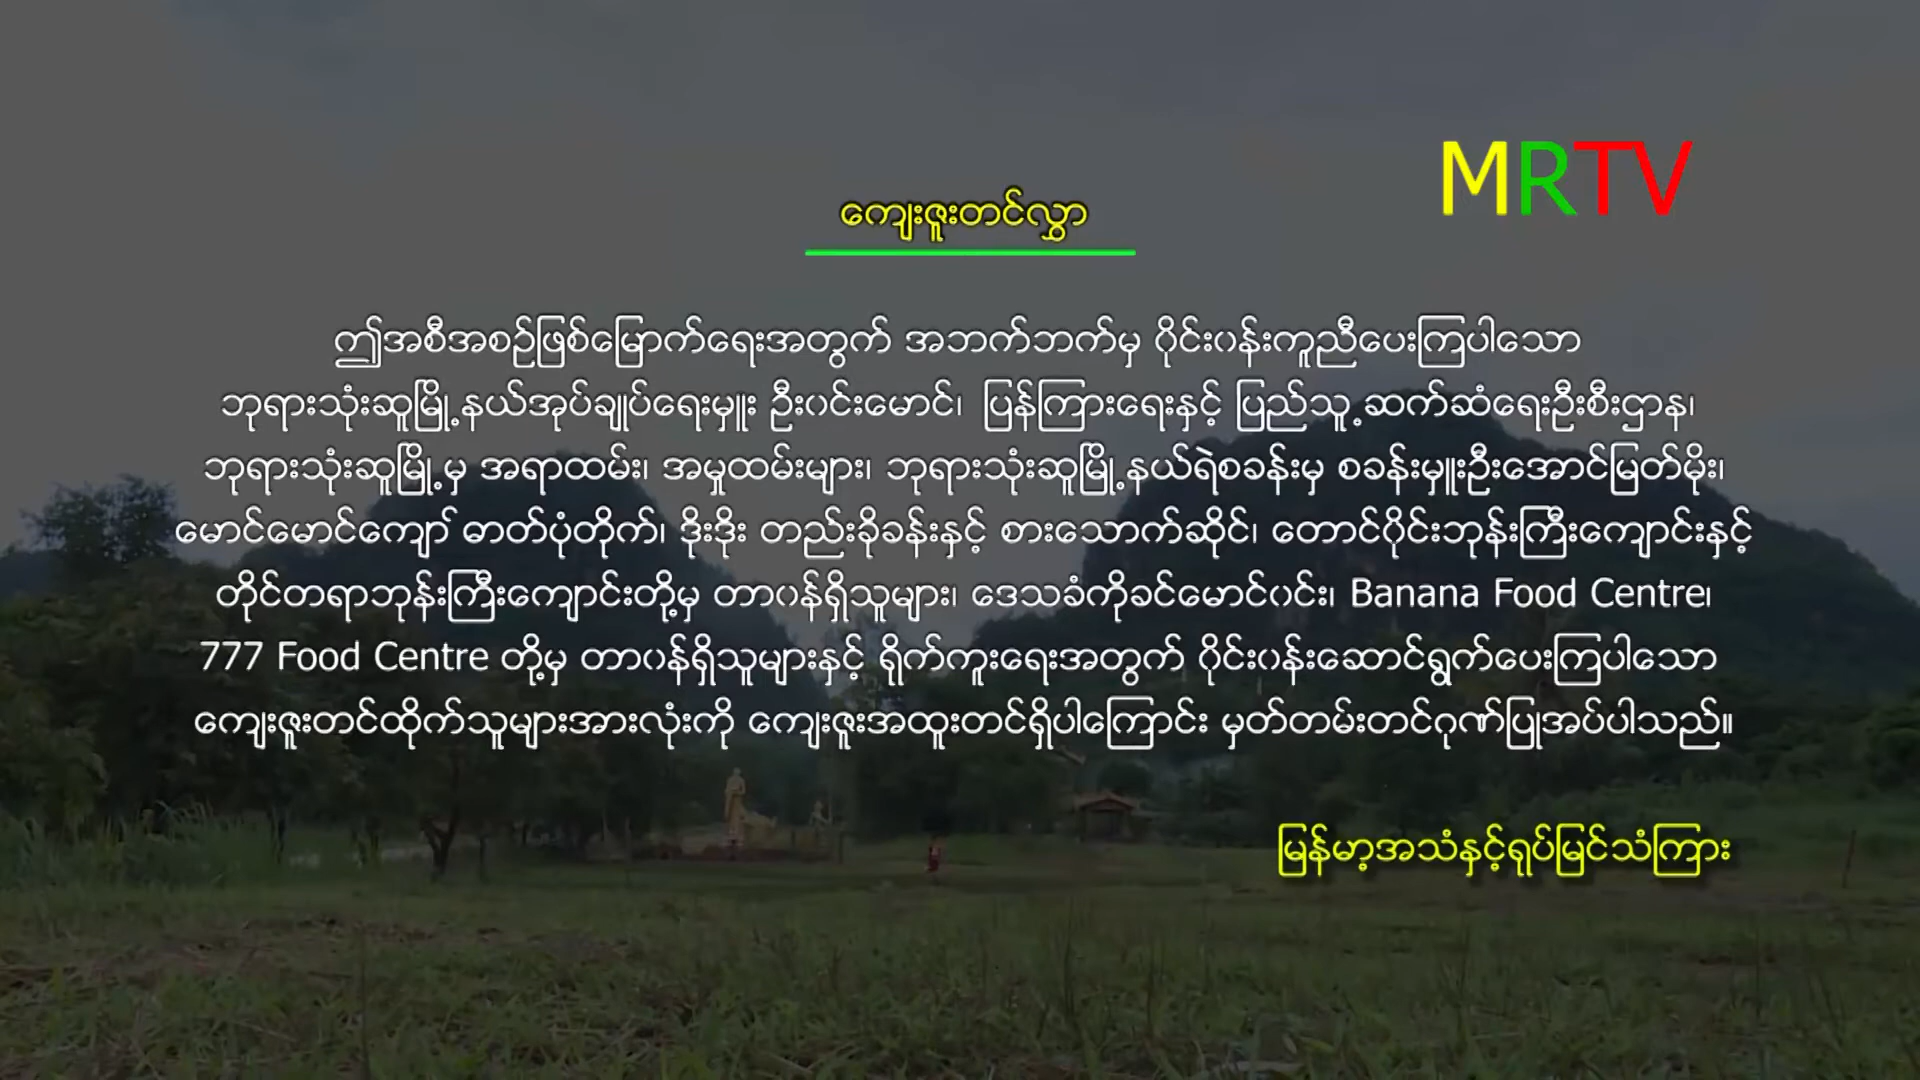 MRTV
ကျေးဇူးတင်လွှာ
ဤအစီအစဉ်ဖြစ်မြောက်ရေးအတွက် အဘက်ဘက်မှ ဝိုင်းဝန်းကူညီပေးကြပါသော
ဘုရားသုံးဆူမြို့နယ်အုပ်ချုပ်ရေးမှူး ဦးဝင်းမောင်၊ ပြန်ကြားရေးနှင့် ပြည်သူ့ဆက်ဆံရေးဦးစီးဌာန၊
ဘုရားသုံးဆူမြို့မှ အရာထမ်း၊ အမှုထမ်းများ၊ ဘုရားသုံးဆူမြို့နယ်ရဲစခန်းမှ စခန်းမှူးဦးအောင်မြတ်မိုး၊
မောင်မောင်ကျော် ဓာတ်ပုံတိုက်၊ ဒိုးဒိုး တည်းခိုခန်းနှင့် စားသောက်ဆိုင်၊ တောင်ဝိုင်းဘုန်းကြီးကျောင်းနှင့်
တိုင်တရာဘုန်းကြီးကျောင်းတို့မှ တာဝန်ရှိသူများ၊ ဒေသခံကိုခင်မောင်ဝင်း၊ Banana Food Centre၊
777 Food Centre တို့မှ တာဝန်ရှိသူများနှင့် ရိုက်ကူးရေးအတွက် ဝိုင်းဝန်းဆောင်ရွက်ပေးကြပါသော
ကျေးဇူးတင်ထိုက်သူများအားလုံးကို ကျေးဇူးအထူးတင်ရှိပါကြောင်း မှတ်တမ်းတင်ဂုဏ်ပြုအပ်ပါသည်။
မြန်မာ့အသံနှင့်ရုပ်မြင်သံကြား